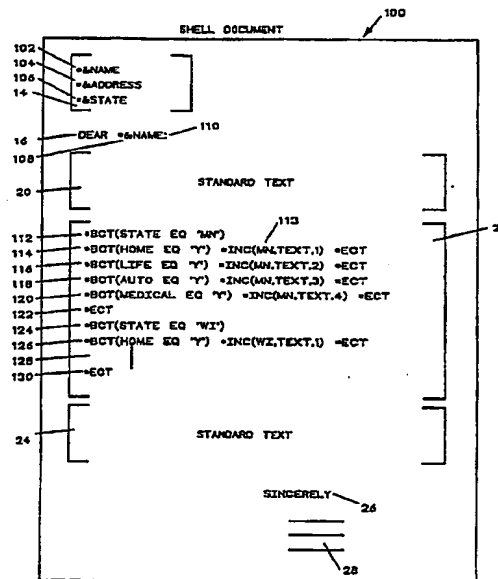 100
SHELL DOCUMENT
102
104
106
14
*&NAME
*&ADDRESS
*&STATE
16
108
DEAR *&NAME:
110
20
STANDARD TEXT
113
2
112 *BCT(STATE EQ "MN")
114 *BCT(HOME EQ "Y") *INC(MN,TEXT,1) *ECT
116 *BCT(LIFE EQ "Y") *INC(MN,TEXT,2) *ECT
118 *BCT(AUTO EQ "Y") *INC(MN,TEXT,3) *ECT
120 *BCT(MEDICAL EQ "Y") *INC(MN,TEXT,4) *ECT
122 *ECT
124 *BCT(STATE EQ "WI")
126 *BCT(HOME EQ "Y") *INC(WI,TEXT,1) *ECT
128
130 *ECT
24
STANDARD TEXT
SINCERELY 26
28